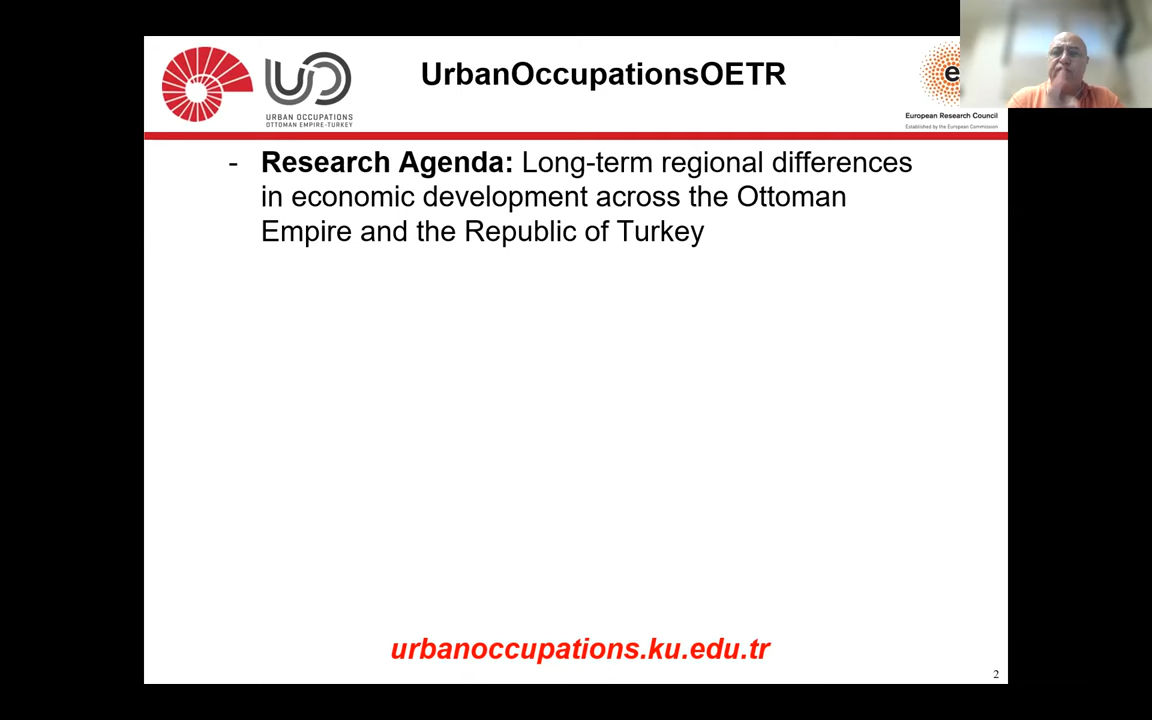 UrbanOccupationsOETR
URBAN OCCUPATIONS
OTTOMAN EMPIRE-TURKEY
e
European Research Council
Established by the European Commission
- Research Agenda: Long-term regional differences
in economic development across the Ottoman
Empire and the Republic of Turkey
urbanoccupations.ku.edu.tr
2